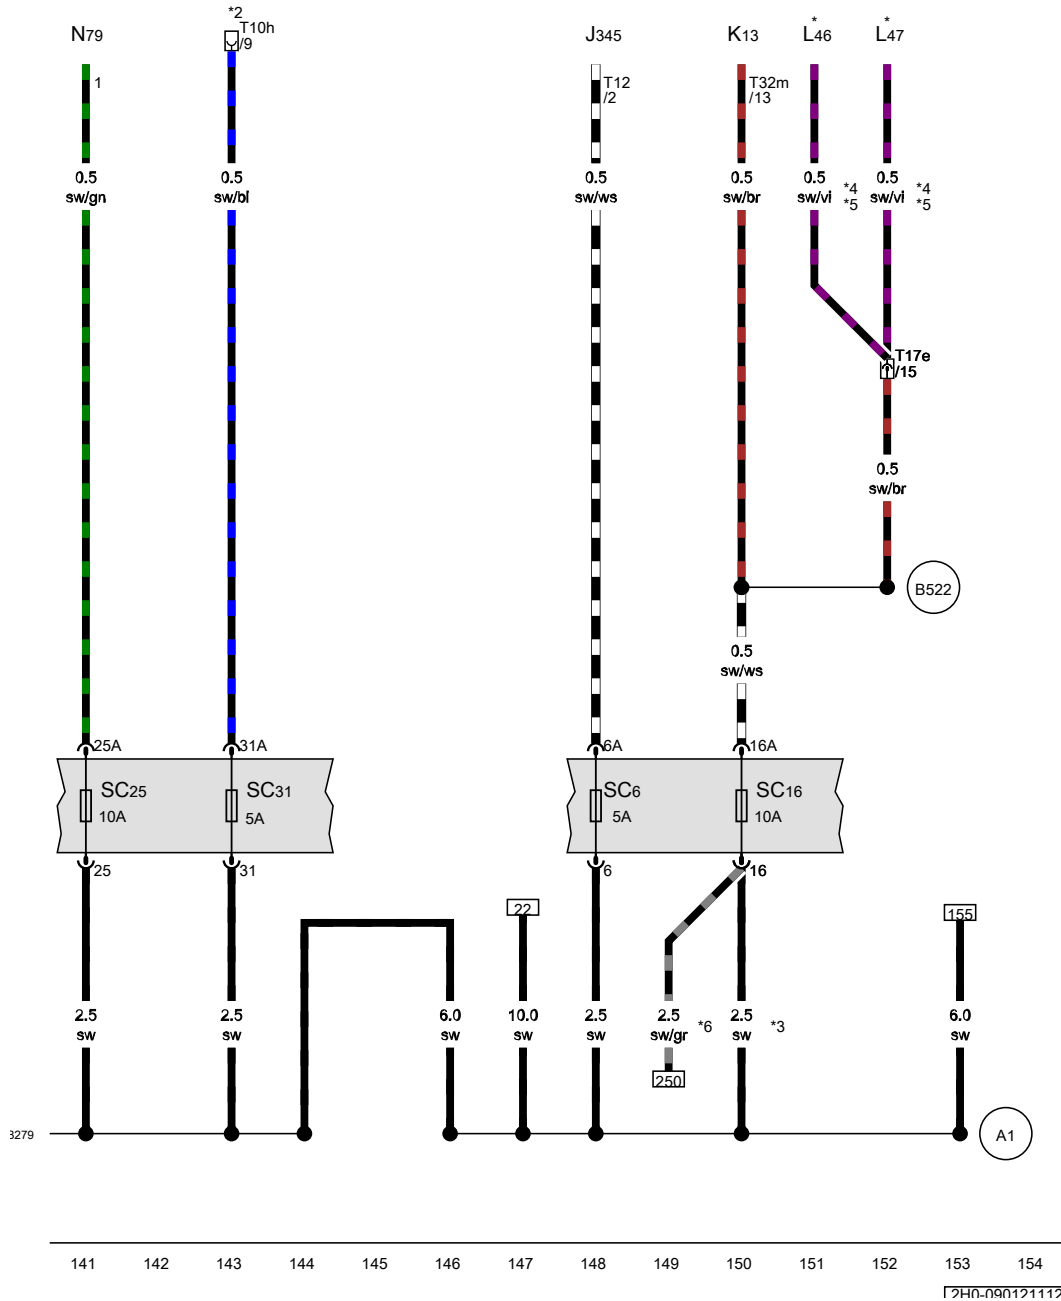 *2
T10h
/9
N79
J345
K13
*
L46
*
L47
1
T12
/2
T32m
/13
0.5
sw/gn
0.5
sw/bl
0.5
sw/ws
0.5
sw/br
0.5
sw/vi
*4
*5
0.5
sw/vi
*4
*5
T17e
/15
0.5
sw/br
B522
0.5
sw/ws
25A
31A
6A
16A
SC25
10A
SC31
5A
SC6
5A
SC16
10A
25
31
6
16
22
155
2.5
sw
2.5
sw
6.0
sw
10.0
sw
2.5
sw
2.5
sw/gr
*6
2.5
sw
*3
6.0
sw
250
3279
A1
141 142 143 144 145 146 147 148 149 150 151 152 153 154
2H0-090121112